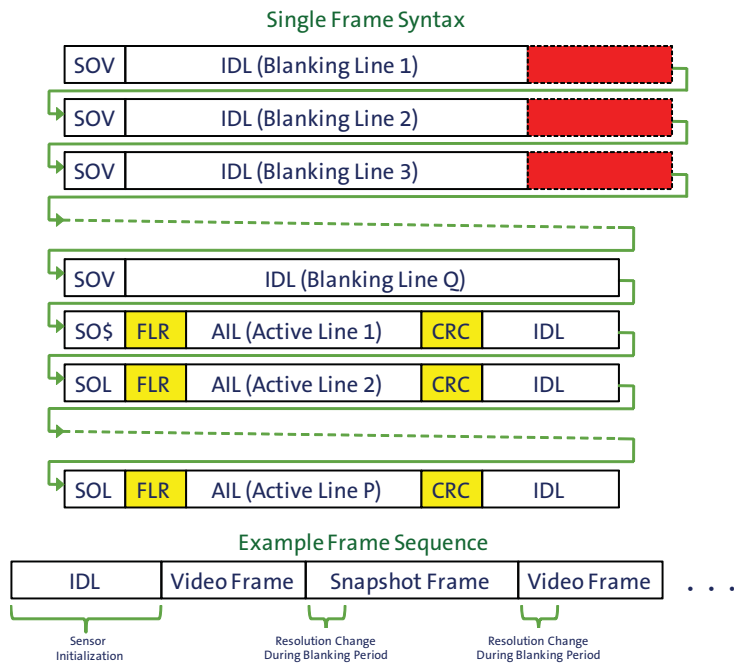 Single Frame Syntax
SOV IDL (Blanking Line 1)
SOV IDL (Blanking Line 2)
SOV IDL (Blanking Line 3)
SOV IDL (Blanking Line Q)
SO$ FLR AIL (Active Line 1) CRC IDL
SOL FLR AIL (Active Line 2) CRC IDL
SOL FLR AIL (Active Line P) CRC IDL
Example Frame Sequence
IDL Video Frame Snapshot Frame Video Frame . . .
Sensor Initialization
Resolution Change During Blanking Period
Resolution Change During Blanking Period